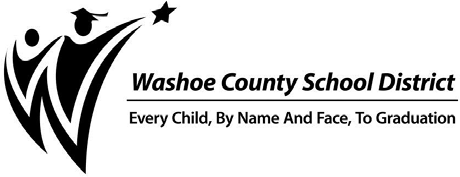 Washoe County School District
Every Child, By Name And Face, To Graduation